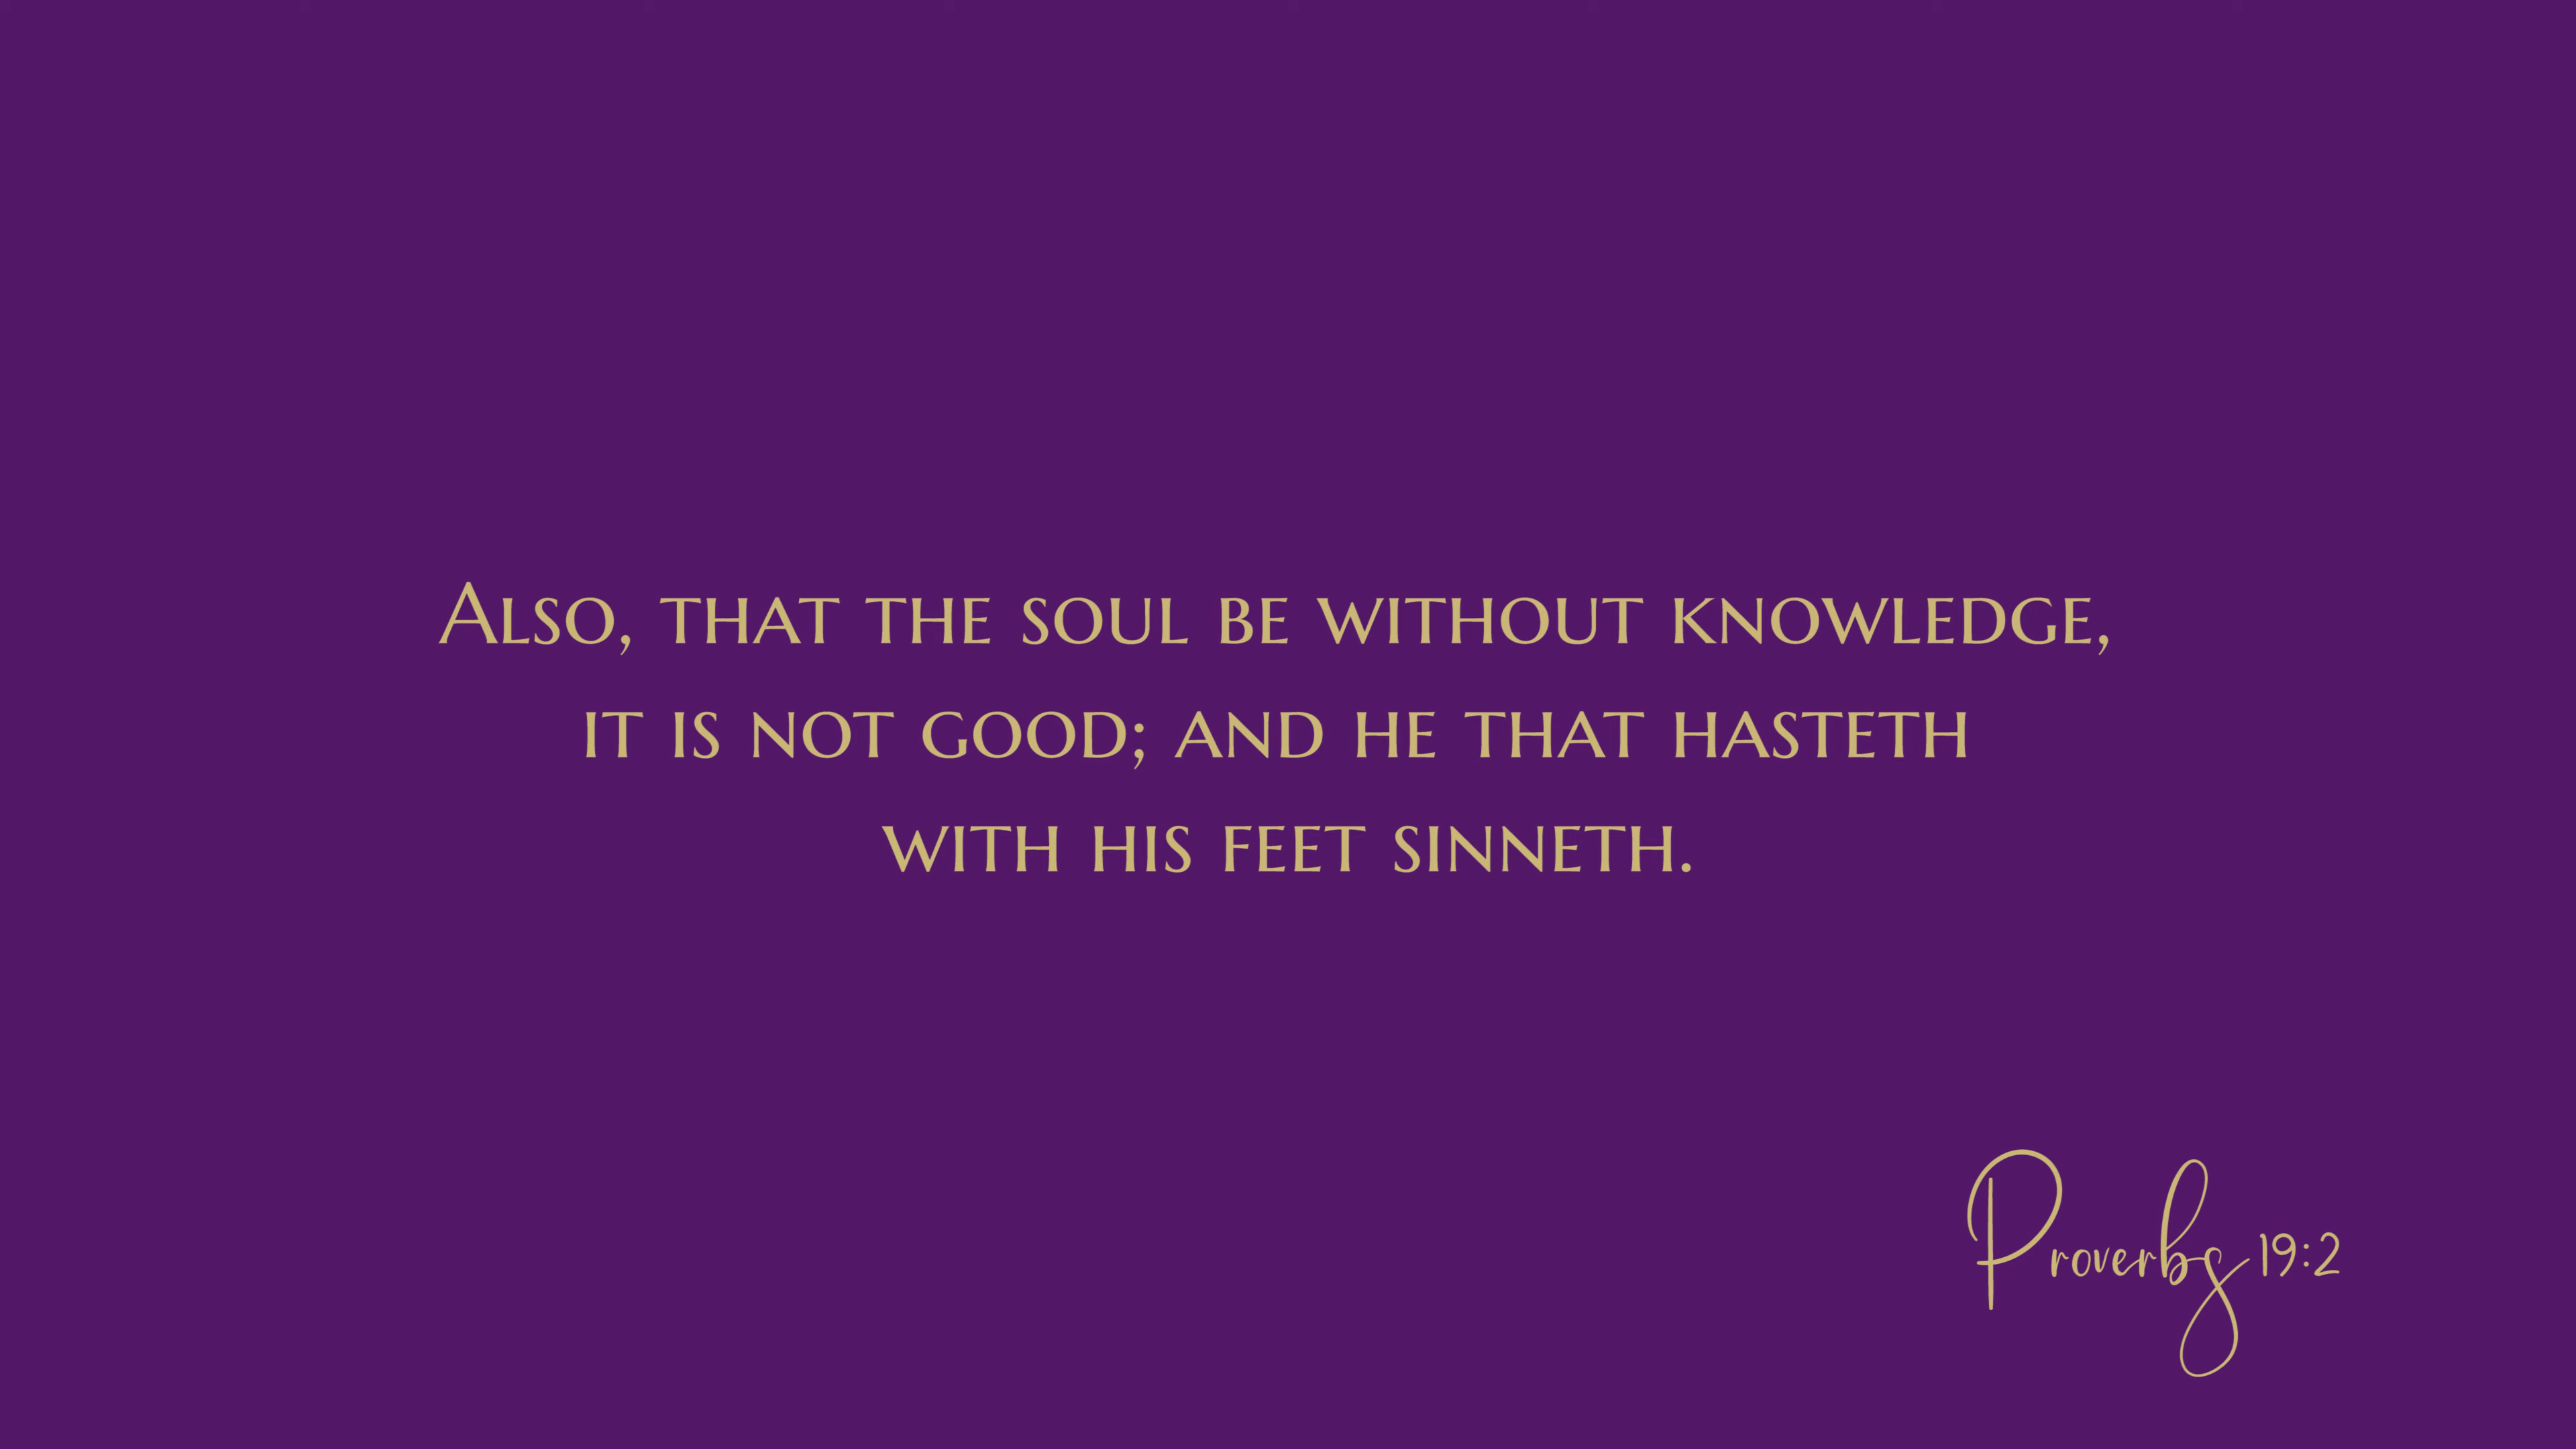 Also, that the soul be without knowledge,
it is not good; and he that hasteth
with his feet sinneth.
Proverbs 19:2